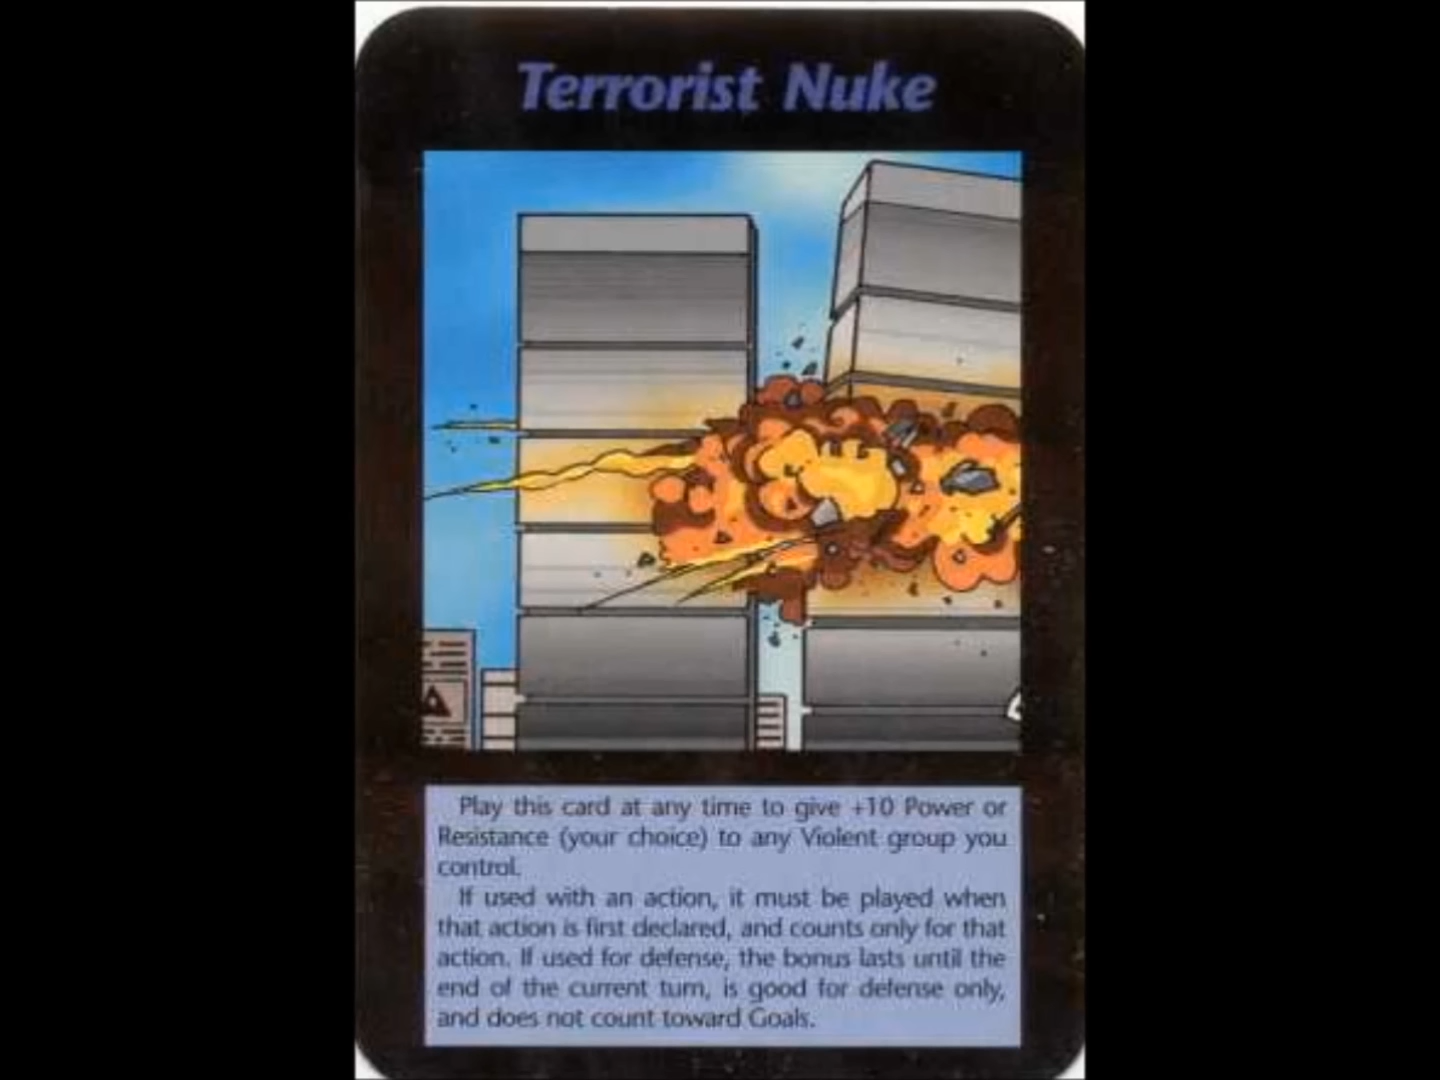 Terrorist Nuke
Play this card at any time to give +10 Power or
Resistance (your choice) to any Violent group you
control.
If used with an action, it must be played when
that action is first declared, and counts only for that
action. If used for defense, the bonus lasts until the
end of the current turn, is good for defense only,
and does not count toward Goals.